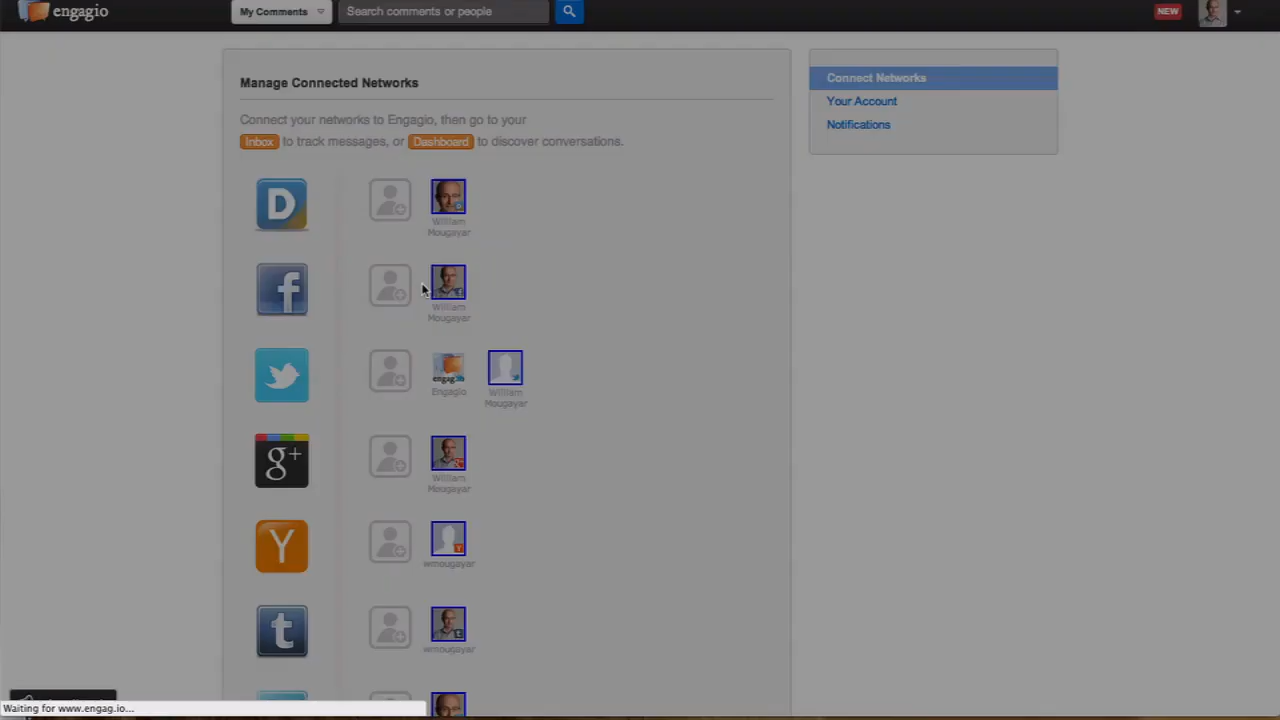 engagio
My Comments
Search comments or people
NEW
Manage Connected Networks
Connect your networks to Engagio, then go to your
Inbox to track messages, or Dashboard to discover conversations.
Connect Networks
Your Account
Notifications
D
William
Mougayar
f
William
Mougayar
engagio
Engagio
William
Mougayar
g+
William
Mougayar
Y
wmougayar
t
wmougayar
Waiting for www.engag.io...